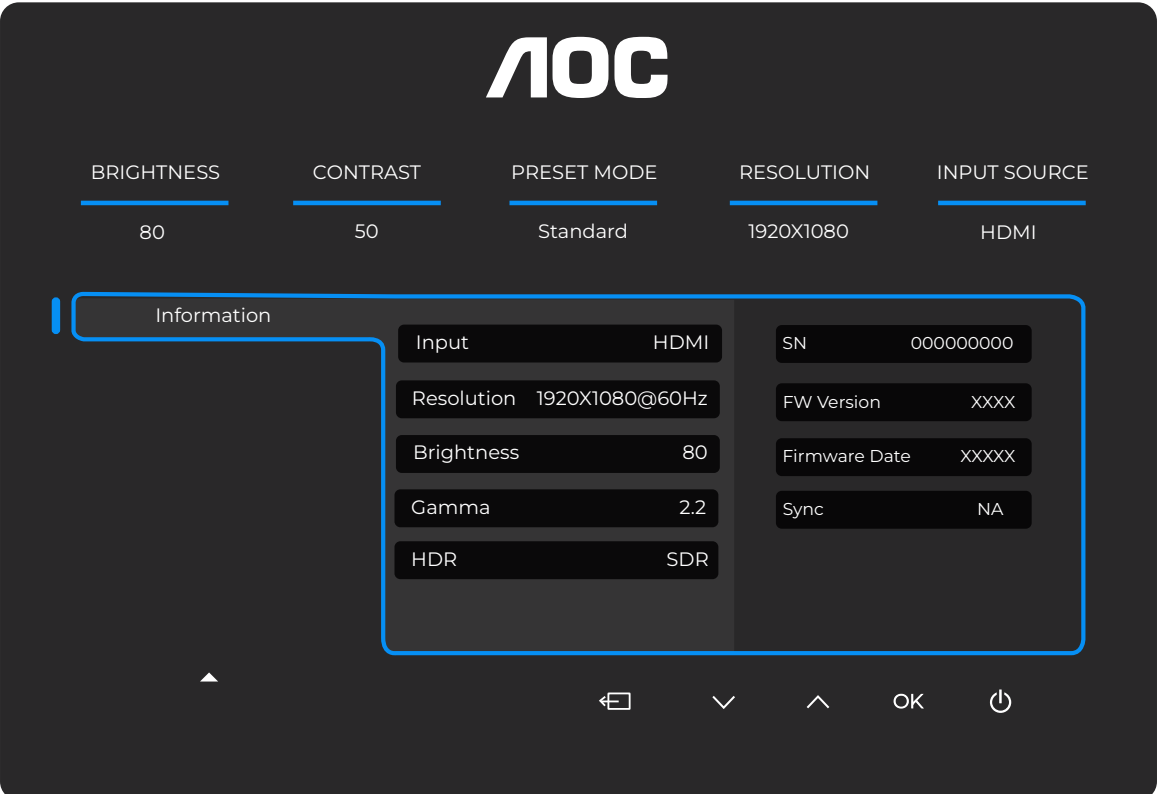 AOC
BRIGHTNESS CONTRAST PRESET MODE RESOLUTION INPUT SOURCE
80 50 Standard 1920X1080 HDMI
Information
Input HDMI
Resolution 1920X1080@60Hz
Brightness 80
Gamma 2.2
HDR SDR
SN 000000000
FW Version XXXX
Firmware Date XXXXX
Sync NA
OK